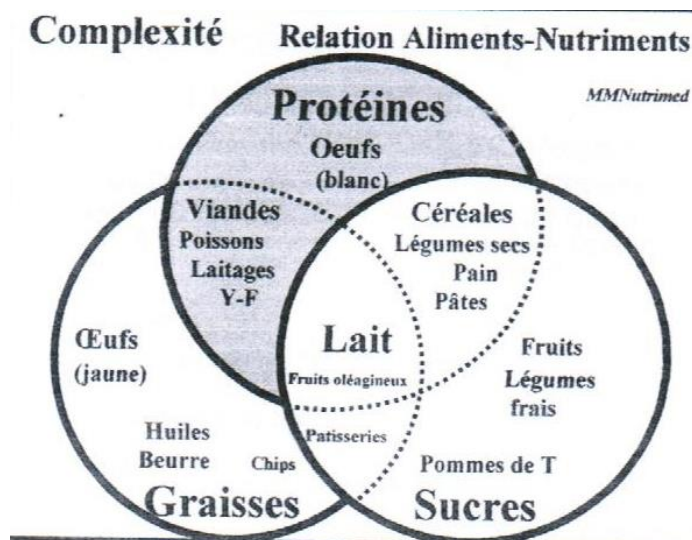 Complexité
Relation Aliments-Nutriments
MMNutrimed
Protéines
Oeufs
(blanc)
Viandes
Poissons
Laitages
Y-F
Céréales
Légumes secs
Pain
Pâtes
Lait
Fruits oléagineux
Œufs
(jaune)
Fruits
Légumes
frais
Huiles
Beurre
Chips
Patisseries
Pommes de T
Graisses
Sucres